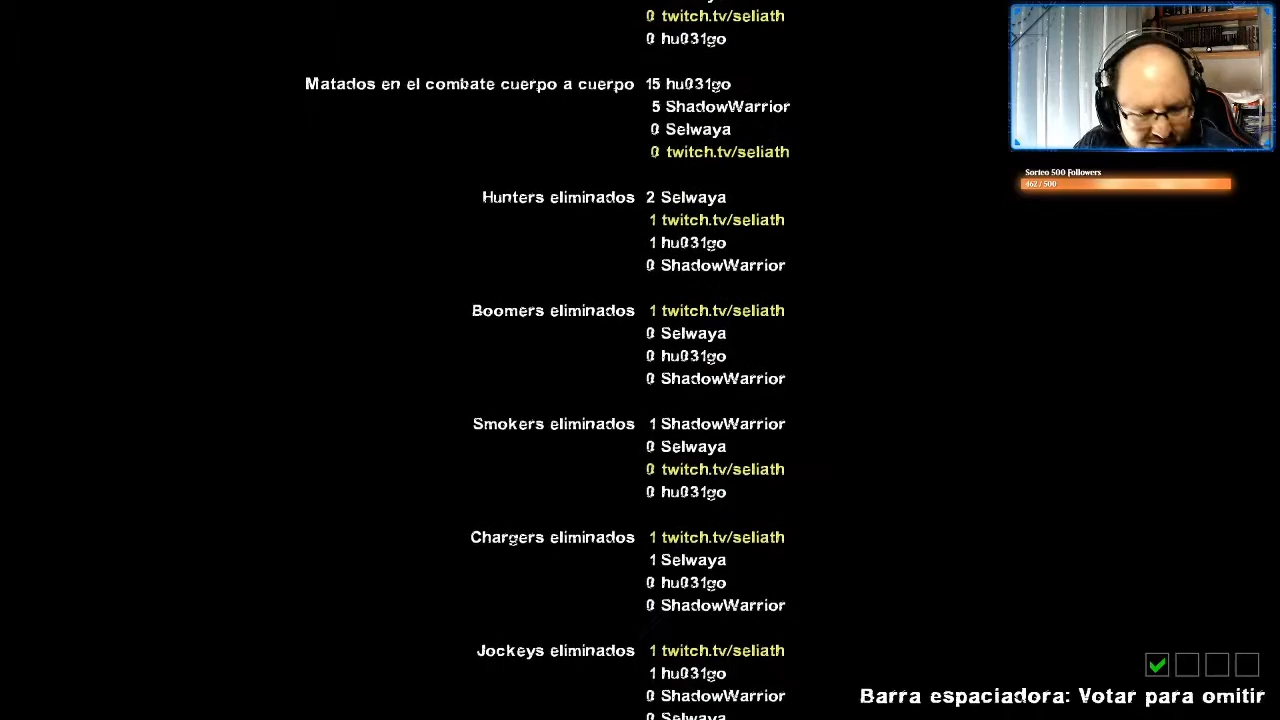 0 twitch.tv/seliath
0 hu031go
Matados en el combate cuerpo a cuerpo 15 hu031go
5 ShadowWarrior
0 Selwaya
0 twitch.tv/seliath
Hunters eliminados 2 Selwaya
1 twitch.tv/seliath
1 hu031go
0 ShadowWarrior
Boomers eliminados 1 twitch.tv/seliath
0 Selwaya
0 hu031go
0 ShadowWarrior
Smokers eliminados 1 ShadowWarrior
0 Selwaya
0 twitch.tv/seliath
0 hu031go
Chargers eliminados 1 twitch.tv/seliath
1 Selwaya
0 hu031go
0 ShadowWarrior
Jockeys eliminados 1 twitch.tv/seliath
1 hu031go
0 ShadowWarrior
0 Selwaya
Sorteo 500 Followers
462 / 500
Barra espaciadora: Votar para omitir